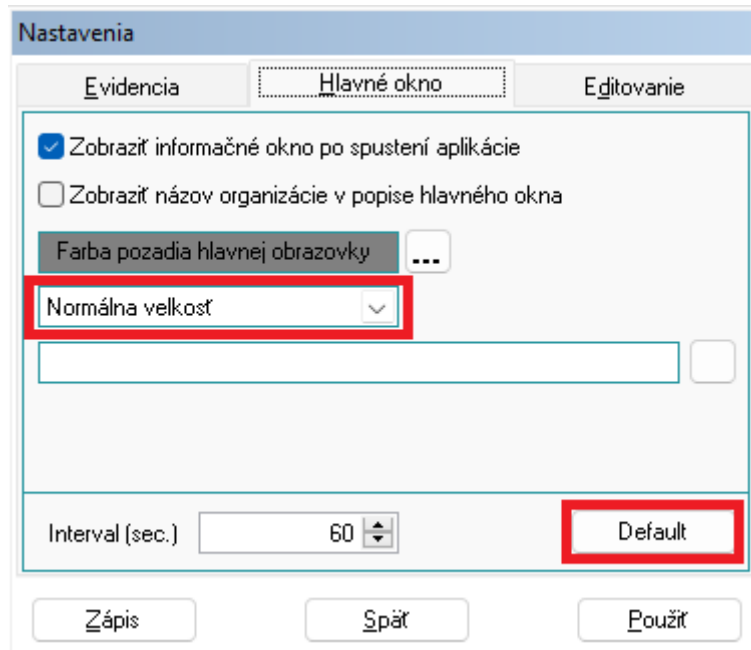 Nastavenia
Evidencia Hlavné okno Editovanie
Zobraziť informačné okno po spustení aplikácie
Zobraziť názov organizácie v popise hlavného okna
Farba pozadia hlavnej obrazovky ...
Normálna velkosť
Interval (sec.) 60 Default
Zápis Späť Použiť